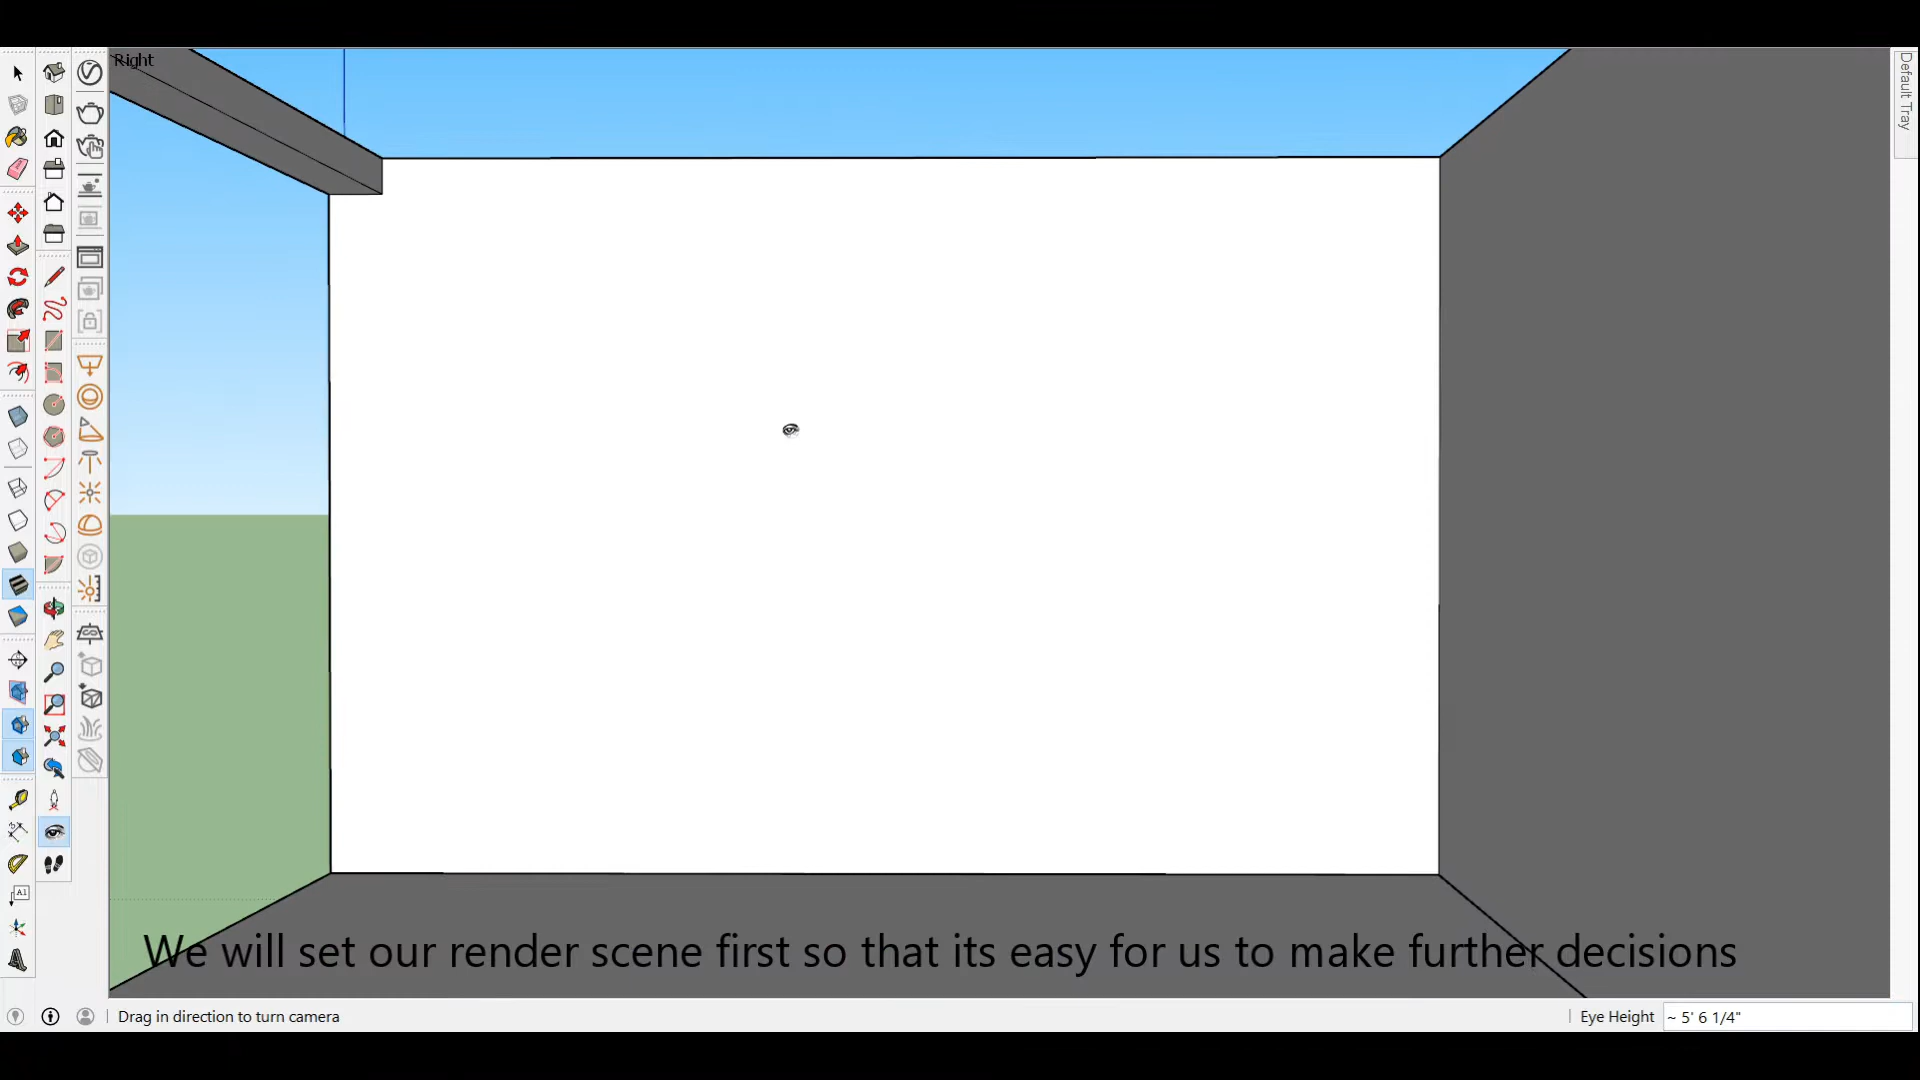 Right
Default Tray
A1
We will set our render scene first so that its easy for us to make further decisions
Drag in direction to turn camera
Eye Height
~ 5' 6 1/4"